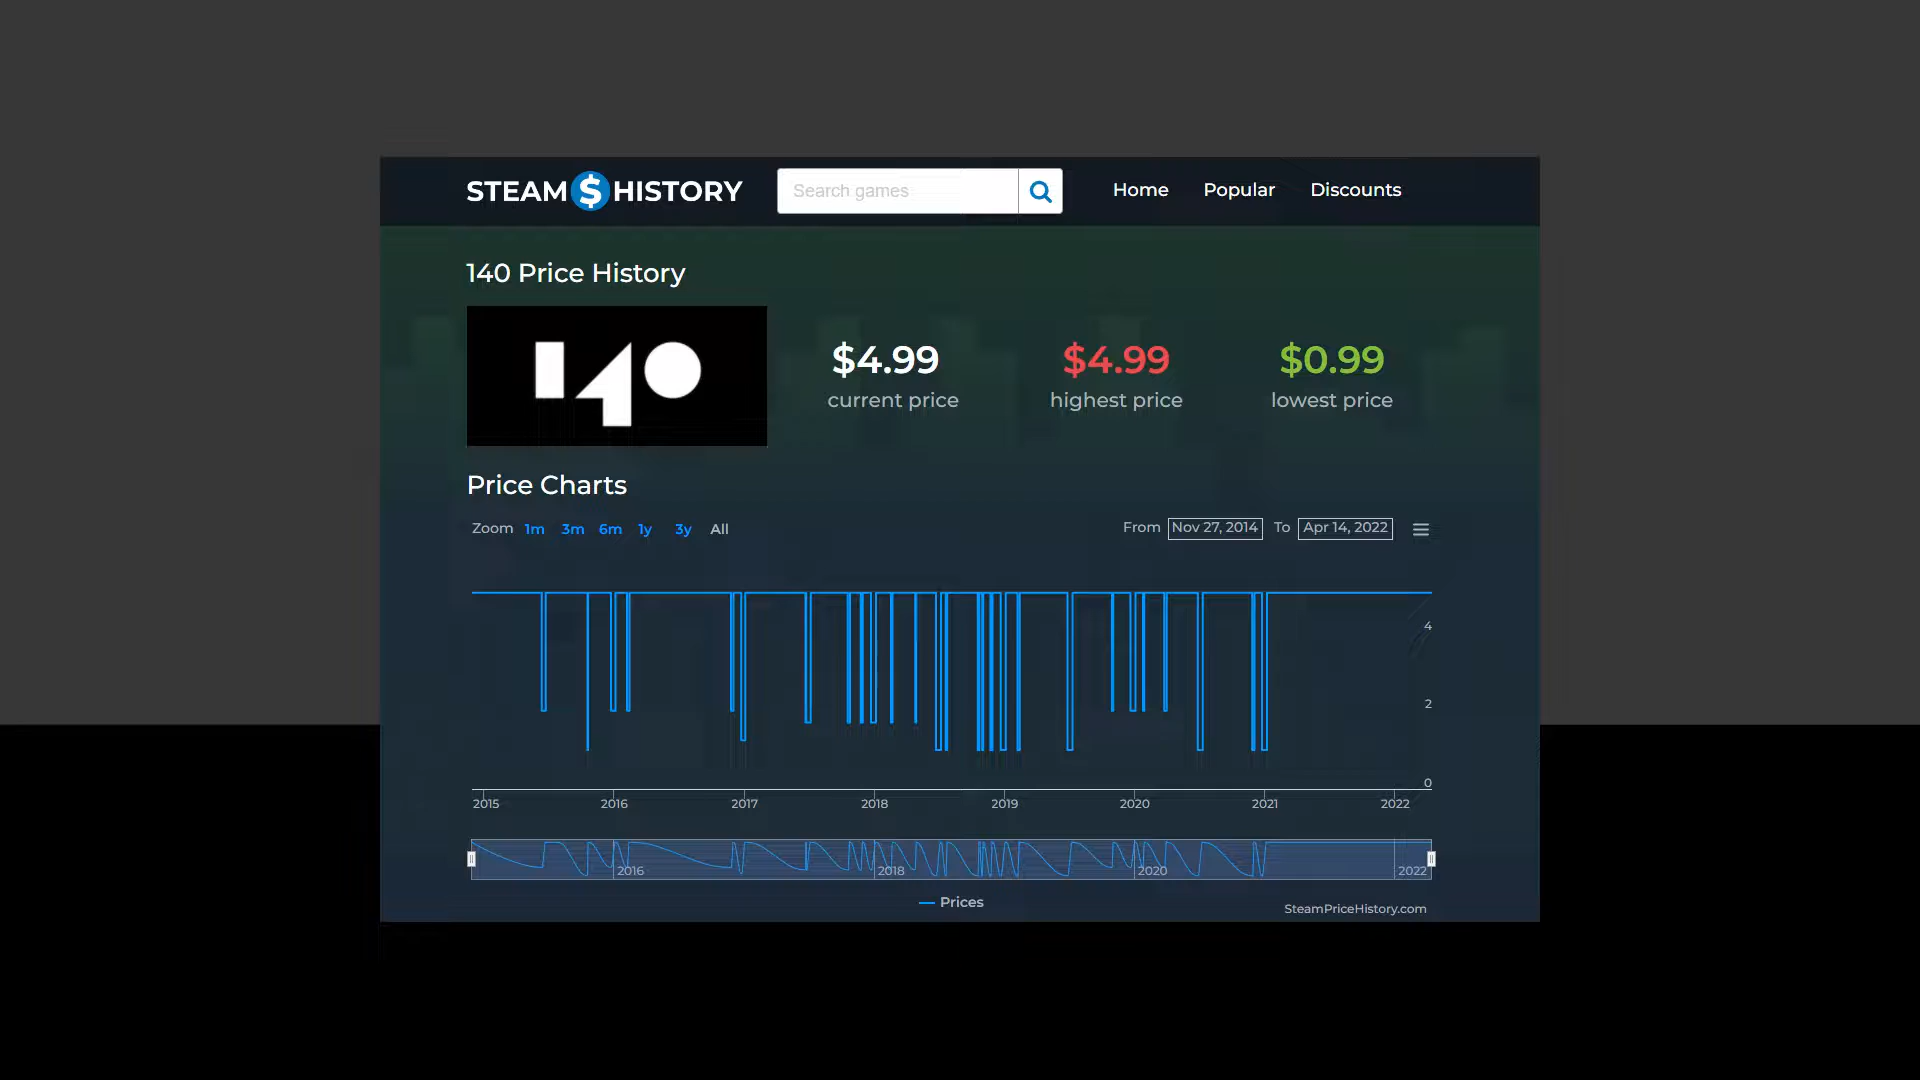 STEAM $ HISTORY
Search games
Home Popular Discounts
140 Price History
140
$4.99 $4.99 $0.99
current price highest price lowest price
Price Charts
Zoom 1m 3m 6m 1y 3y All
From Nov 27, 2014 To Apr 14, 2022
4
2
0
2015 2016 2017 2018 2019 2020 2021 2022
2016 2018 2020 2022
Prices
SteamPriceHistory.com